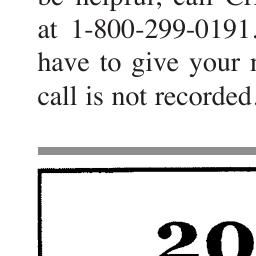 be helpful, call
at 1-800-299-0191.
have to give your
call is not recorded.
20